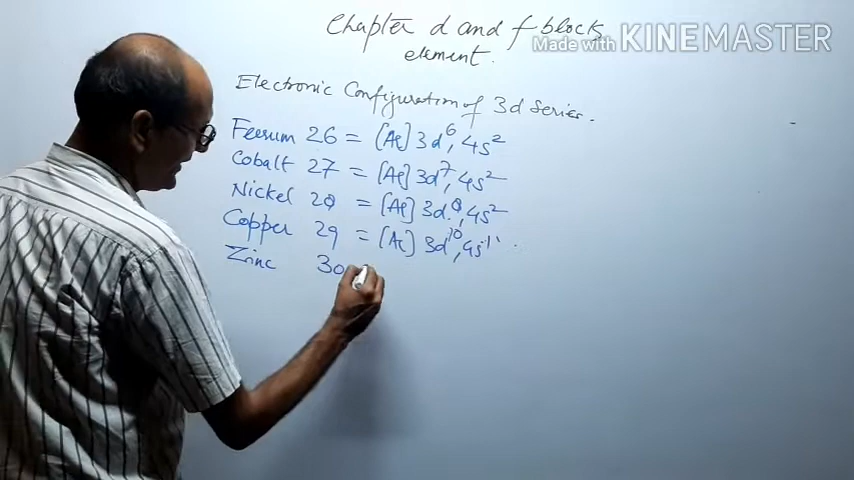 Chapter d and f blocks
element.
Made with KINEMASTER
Electronic Configuration of 3d Series.
Feerum 26 = [Ar] 3d⁶, 4s²
Cobalt 27 = [Ar] 3d⁷, 4s²
Nickel 28 = [Ar] 3d⁸, 4s²
Copper 29 = [Ar] 3d¹⁰, 4s¹
Zinc 30